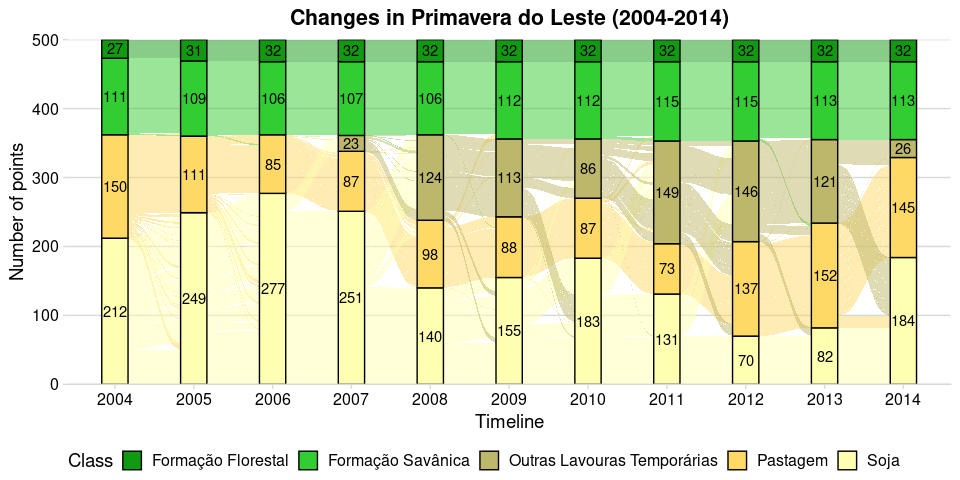 Changes in Primavera do Leste (2004-2014)
Number of points
500
400
300
200
100
0
27 31 32 32 32 32 32 32 32 32 32
111 109 106 107 106 112 112 115 115 113 113
23 124 113 86 149 146 121 26
150 111 85 87 98 88 87 73 137 152 145
212 249 277 251 140 155 183 131 70 82 184
2004 2005 2006 2007 2008 2009 2010 2011 2012 2013 2014
Timeline
Class Formação Florestal Formação Savânica Outras Lavouras Temporárias Pastagem Soja